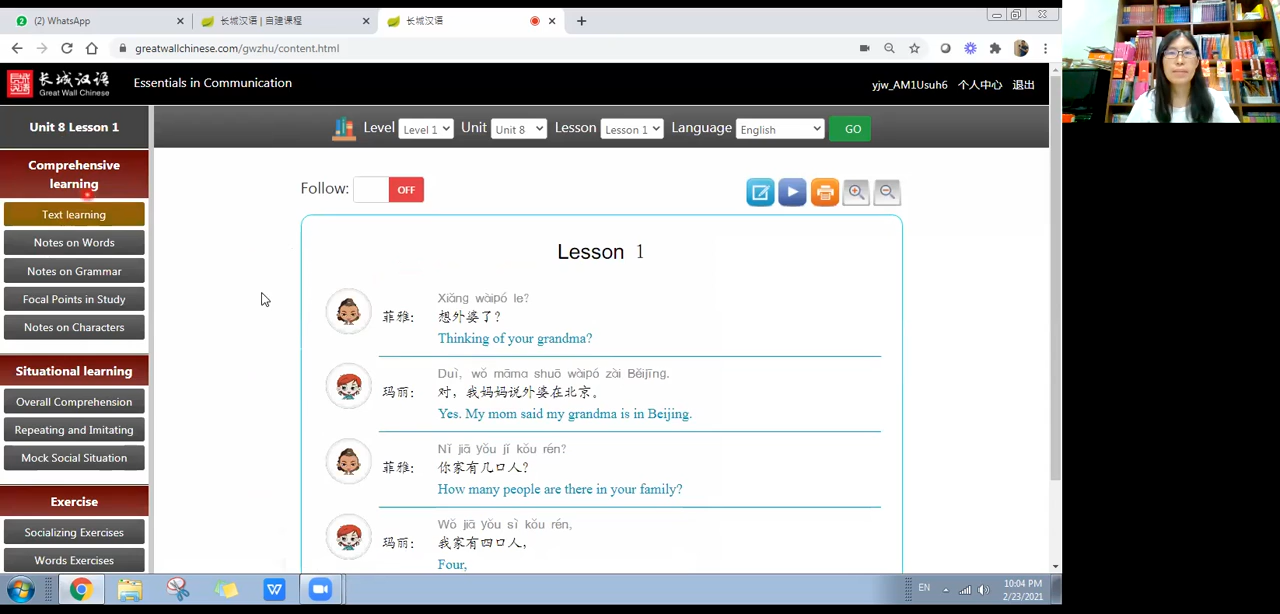 (2) WhatsApp
长城汉语 | 自建课程
长城汉语
greatwallchinese.com/gwzhu/content.html
长城汉语
Great Wall Chinese
Essentials in Communication
yjw_AM1Usuh6 个人中心 退出
Unit 8 Lesson 1
Level Level 1 Unit Unit 8 Lesson Lesson 1 Language English GO
Comprehensive learning
Text learning
Notes on Words
Notes on Grammar
Focal Points in Study
Notes on Characters
Situational learning
Overall Comprehension
Repeating and Imitating
Mock Social Situation
Exercise
Socializing Exercises
Words Exercises
Follow: OFF
Lesson 1
Xiǎng wàipó le?
菲雅: 想外婆了?
Thinking of your grandma?
Duì, wǒ māma shuō wàipó zài Běijīng.
玛丽: 对,我妈妈说外婆在北京。
Yes. My mom said my grandma is in Beijing.
Nǐ jiā yǒu jǐ kǒu rén?
菲雅: 你家有几口人?
How many people are there in your family?
Wǒ jiā yǒu sì kǒu rén,
玛丽: 我家有四口人,
Four,
EN
10:04 PM
2/23/2021